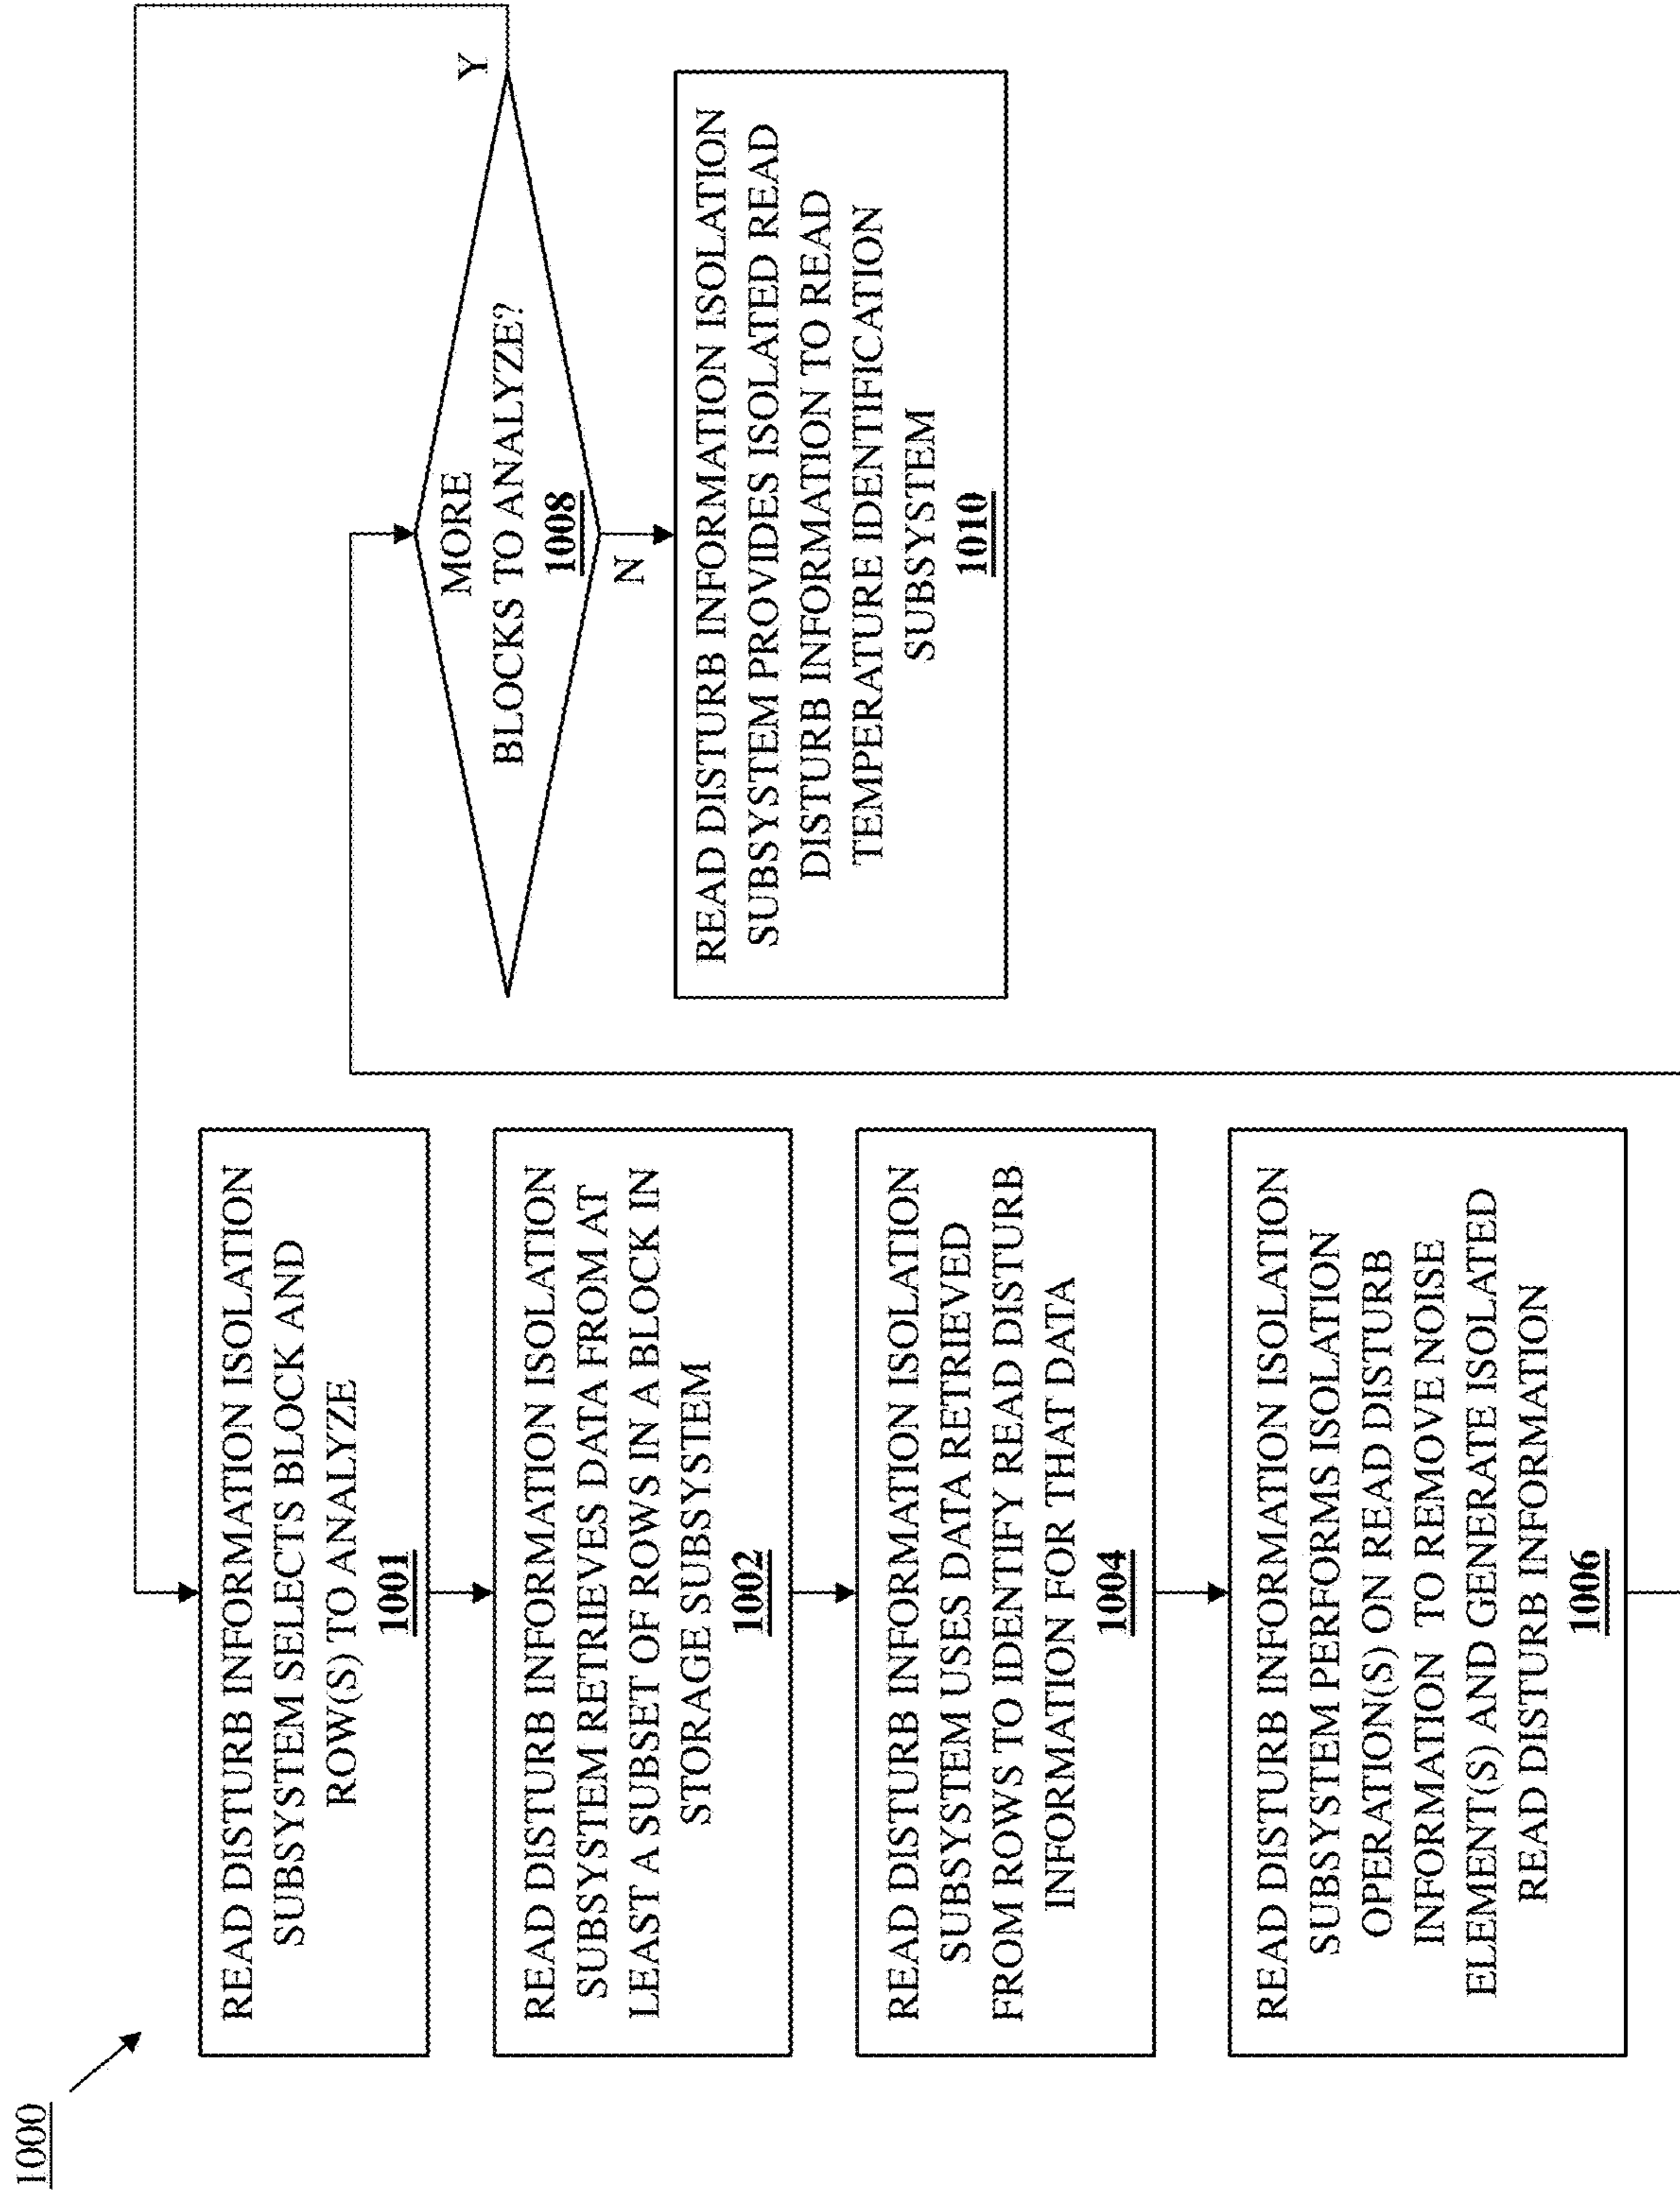 1000
READ DISTURB INFORMATION ISOLATION
SUBSYSTEM SELECTS BLOCK AND
ROW(S) TO ANALYZE
1001
READ DISTURB INFORMATION ISOLATION
SUBSYSTEM RETRIEVES DATA FROM AT
LEAST A SUBSET OF ROWS IN A BLOCK IN
STORAGE SUBSYSTEM
1002
READ DISTURB INFORMATION ISOLATION
SUBSYSTEM USES DATA RETRIEVED
FROM ROWS TO IDENTIFY READ DISTURB
INFORMATION FOR THAT DATA
1004
READ DISTURB INFORMATION ISOLATION
SUBSYSTEM PERFORMS ISOLATION
OPERATION(S) ON READ DISTURB
INFORMATION TO REMOVE NOISE
ELEMENT(S) AND GENERATE ISOLATED
READ DISTURB INFORMATION
1006
MORE
BLOCKS TO ANALYZE?
1008
Y
N
READ DISTURB INFORMATION ISOLATION
SUBSYSTEM PROVIDES ISOLATED READ
DISTURB INFORMATION TO READ
TEMPERATURE IDENTIFICATION
SUBSYSTEM
1010